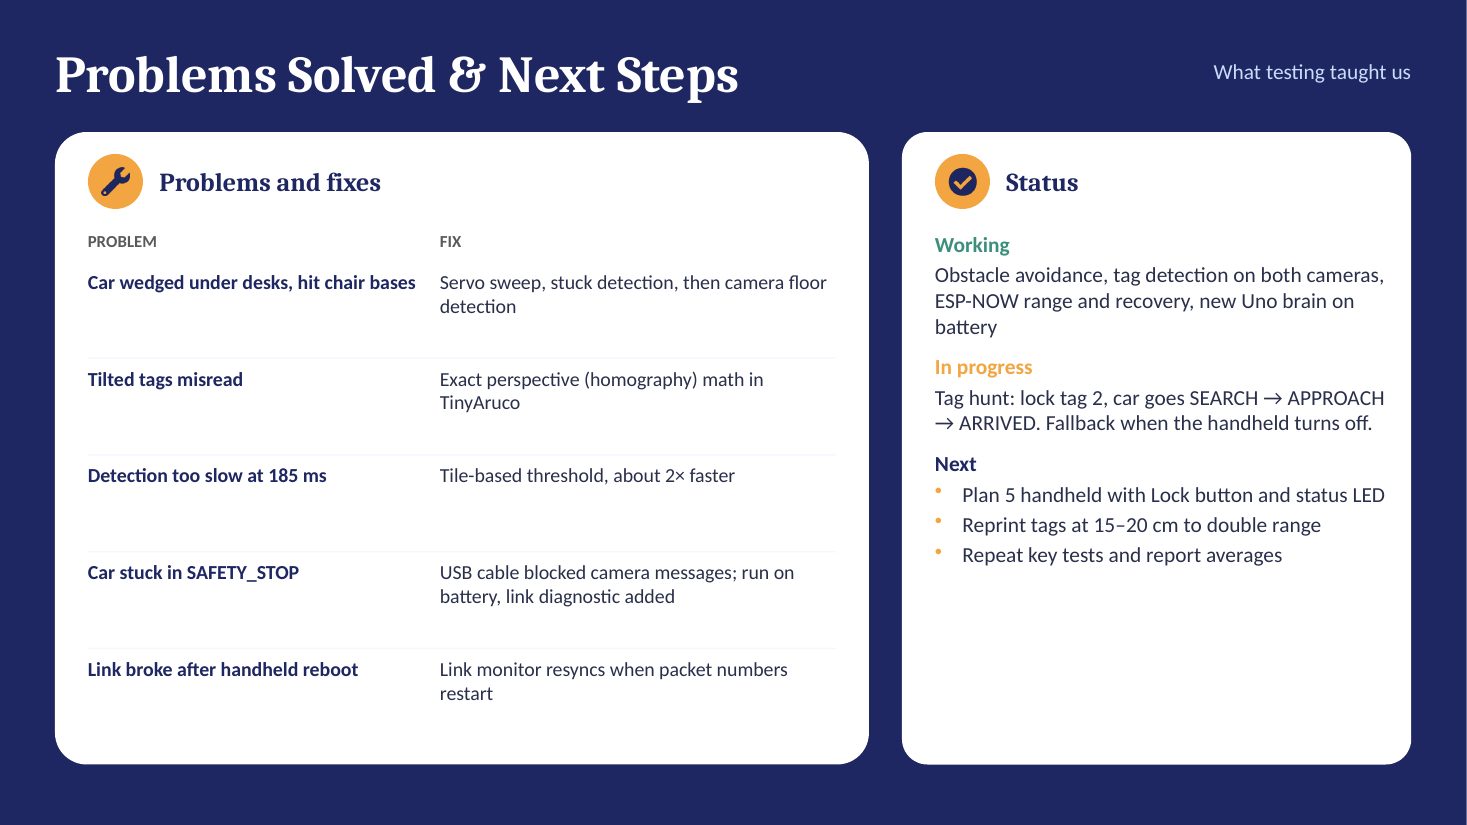 Problems Solved & Next Steps
What testing taught us
Problems and fixes
PROBLEM
FIX
Car wedged under desks, hit chair bases
Servo sweep, stuck detection, then camera floor
detection
Tilted tags misread
Exact perspective (homography) math in
TinyAruco
Detection too slow at 185 ms
Tile-based threshold, about 2× faster
Car stuck in SAFETY_STOP
USB cable blocked camera messages; run on
battery, link diagnostic added
Link broke after handheld reboot
Link monitor resyncs when packet numbers
restart
Status
Working
Obstacle avoidance, tag detection on both cameras,
ESP-NOW range and recovery, new Uno brain on
battery
In progress
Tag hunt: lock tag 2, car goes SEARCH → APPROACH
→ ARRIVED. Fallback when the handheld turns off.
Next
• Plan 5 handheld with Lock button and status LED
• Reprint tags at 15–20 cm to double range
• Repeat key tests and report averages